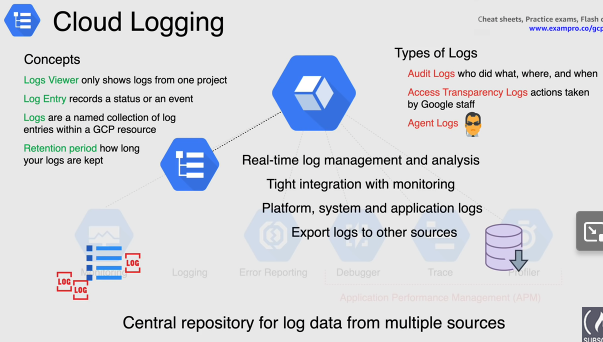 Cloud Logging
Cheat sheets, Practice exams, Flash c
www.exampro.co/gcp
Concepts
Logs Viewer only shows logs from one project
Log Entry records a status or an event
Logs are a named collection of log
entries within a GCP resource
Retention period how long
your logs are kept
Types of Logs
Audit Logs who did what, where, and when
Access Transparency Logs actions taken
by Google staff
Agent Logs
Real-time log management and analysis
Tight integration with monitoring
Platform, system and application logs
Export logs to other sources
LOG
LOG
LOG
Logging
Error Reporting
Debugger
Trace
Profiler
Application Performance Management (APM)
Central repository for log data from multiple sources
SUBSC